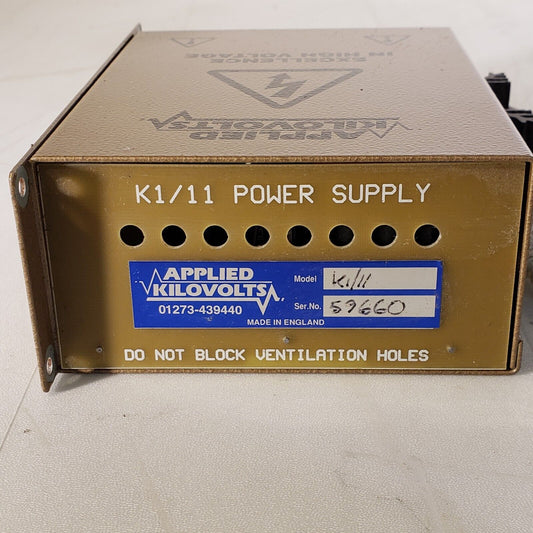 EXCELLENCE
IN HIGH VOLTAGE
APPLIED
KILOVOLTS
K1/11 POWER SUPPLY
APPLIED
KILOVOLTS
01273-439440
Model K1/11
Ser.No. 59660
MADE IN ENGLAND
DO NOT BLOCK VENTILATION HOLES